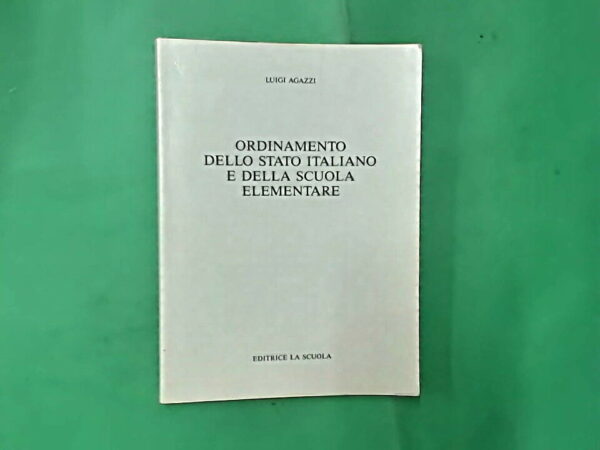 LUIGI AGAZZI
ORDINAMENTO
DELLO STATO ITALIANO
E DELLA SCUOLA
ELEMENTARE
EDITRICE LA SCUOLA